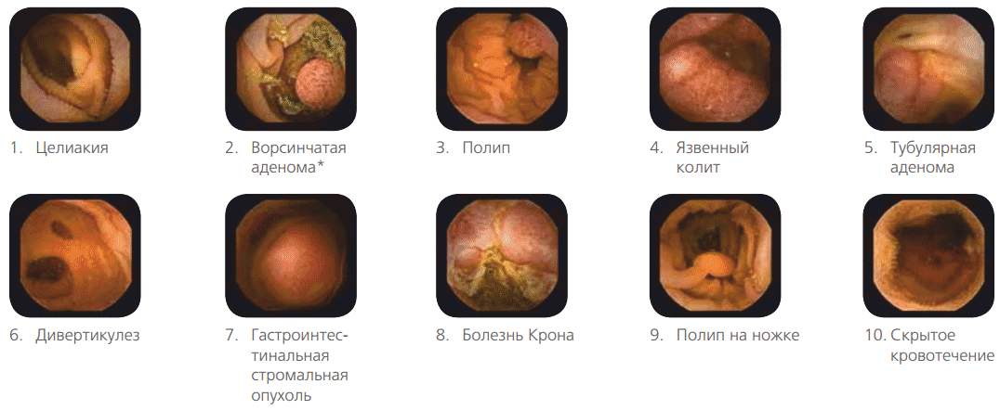 1. Целиакия
2. Ворсинчатая
аденома*
3. Полип
4. Язвенный
колит
5. Тубулярная
аденома
6. Дивертикулез
7. Гастроинтес-
тинальная
стромальная
опухоль
8. Болезнь Крона
9. Полип на ножке
10. Скрытое
кровотечение